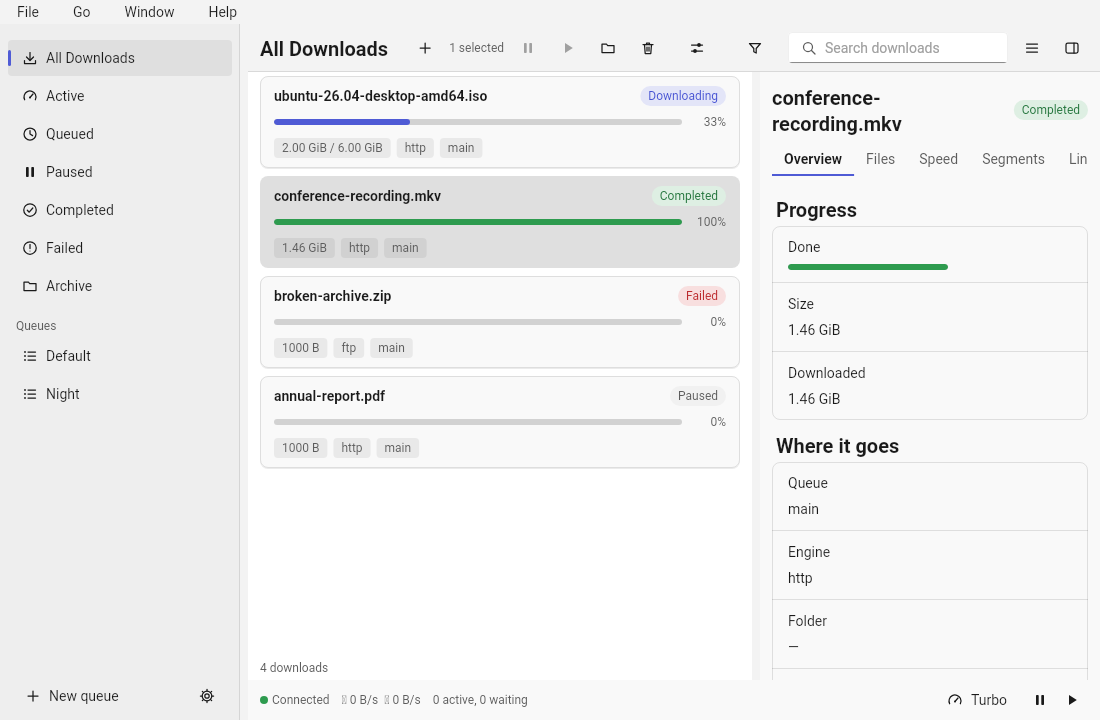 File Go Window Help
All Downloads
Active
Queued
Paused
Completed
Failed
Archive
Queues
Default
Night
New queue
All Downloads
1 selected
Search downloads
ubuntu-26.04-desktop-amd64.iso
Downloading
33%
2.00 GiB / 6.00 GiB http main
conference-recording.mkv
Completed
100%
1.46 GiB http main
broken-archive.zip
Failed
0%
1000 B ftp main
annual-report.pdf
Paused
0%
1000 B http main
4 downloads
Connected 0 B/s 0 B/s 0 active, 0 waiting
conference-
recording.mkv
Completed
Overview Files Speed Segments Lin
Progress
Done
Size
1.46 GiB
Downloaded
1.46 GiB
Where it goes
Queue
main
Engine
http
Folder
—
Turbo